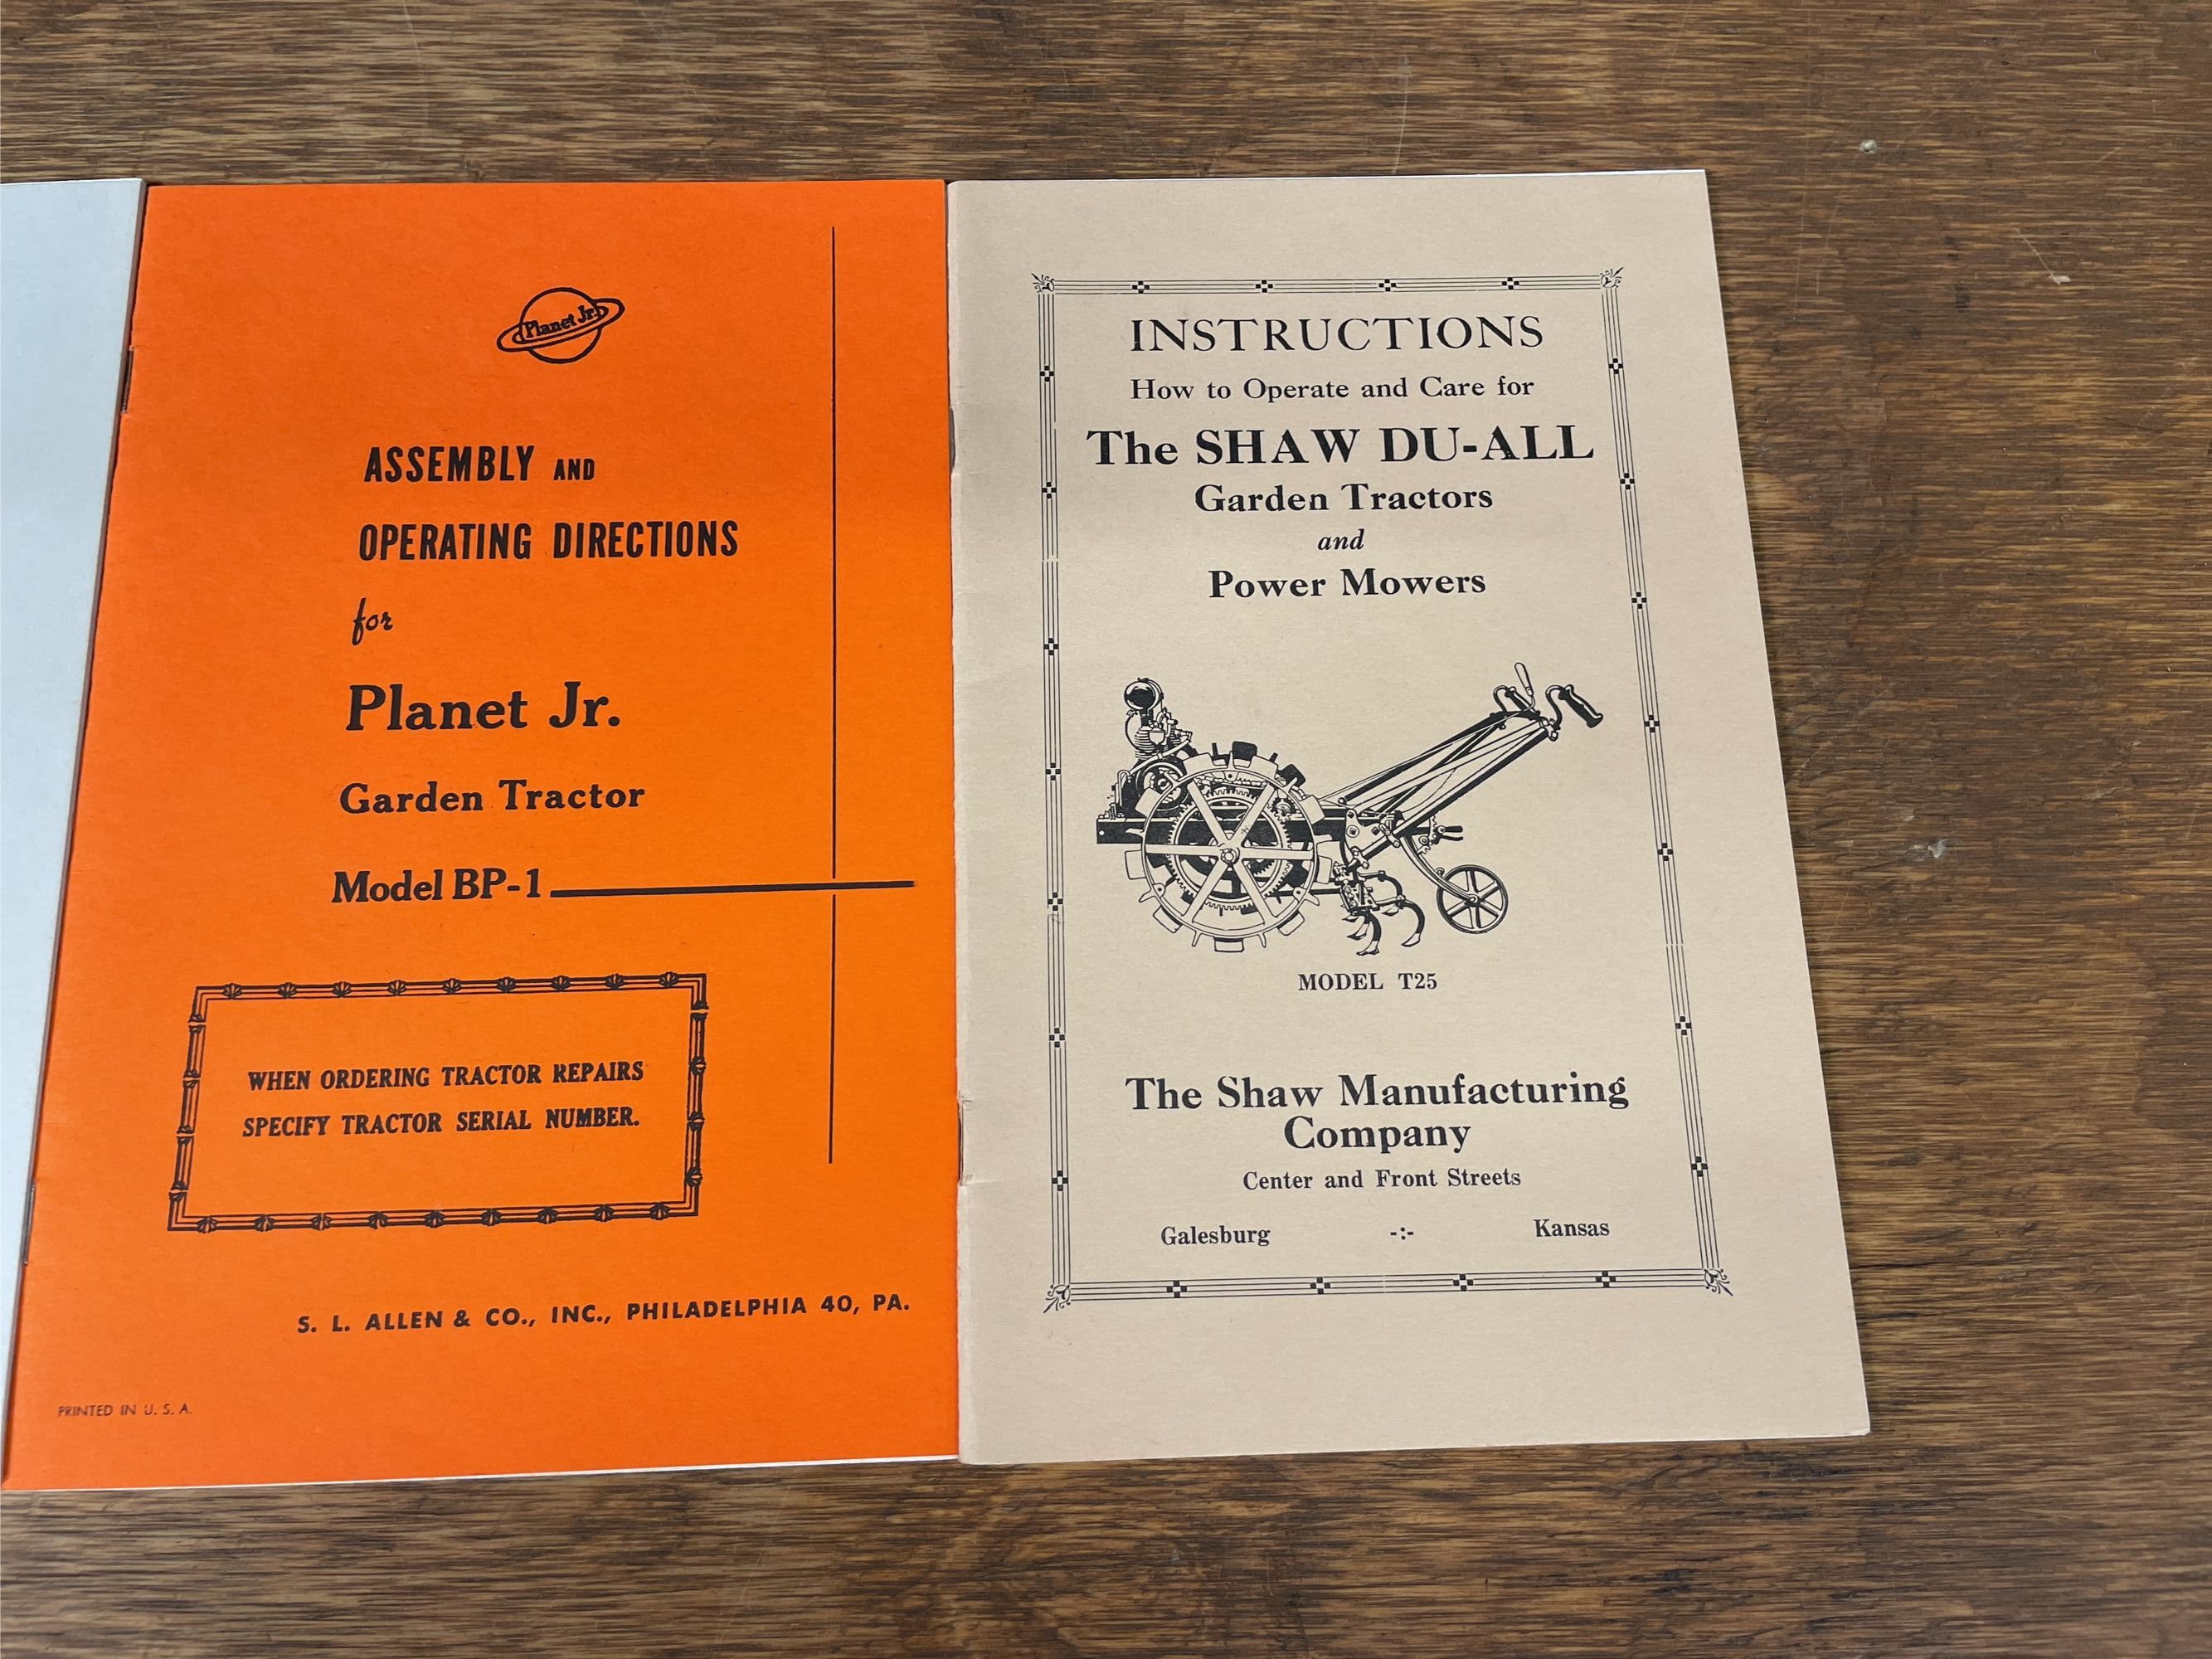 Planet Jr.
ASSEMBLY AND
OPERATING DIRECTIONS
for
Planet Jr.
Garden Tractor
Model BP-1
WHEN ORDERING TRACTOR REPAIRS
SPECIFY TRACTOR SERIAL NUMBER.
S. L. ALLEN & CO., INC., PHILADELPHIA 40, PA.
PRINTED IN U. S. A.
INSTRUCTIONS
How to Operate and Care for
The SHAW DU-ALL
Garden Tractors
and
Power Mowers
MODEL T25
The Shaw Manufacturing
Company
Center and Front Streets
Galesburg -:- Kansas